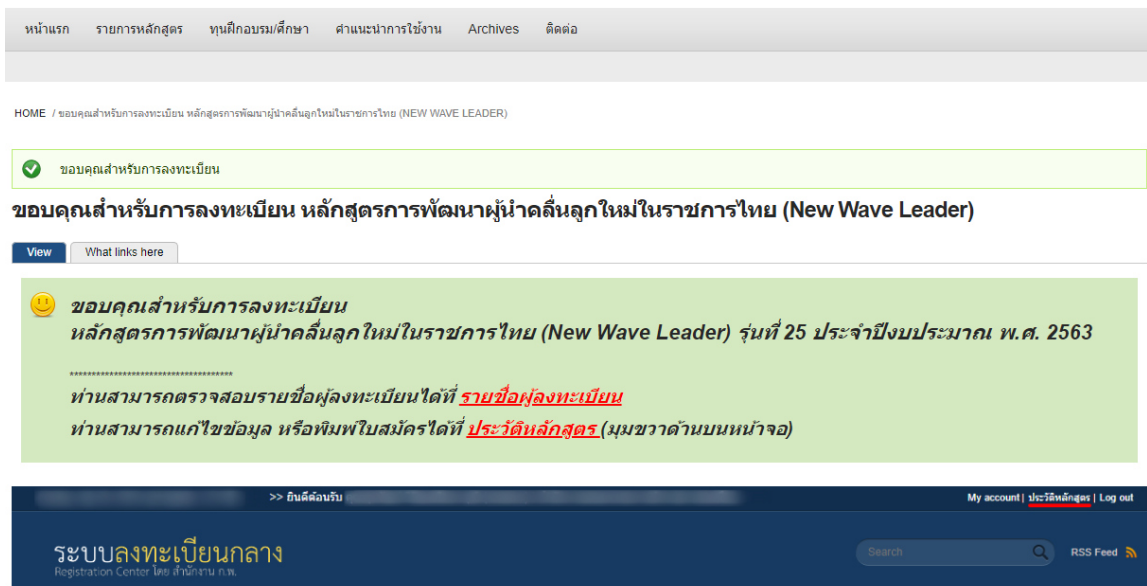 หน้าแรก รายการหลักสูตร ทุนฝึกอบรม/ศึกษา คำแนะนำการใช้งาน Archives ติดต่อ
HOME / ขอบคุณสำหรับการลงทะเบียน หลักสูตรการพัฒนาผู้นำคลื่นลูกใหม่ในราชการไทย (NEW WAVE LEADER)
ขอบคุณสำหรับการลงทะเบียน
ขอบคุณสำหรับการลงทะเบียน หลักสูตรการพัฒนาผู้นำคลื่นลูกใหม่ในราชการไทย (New Wave Leader)
View What links here
ขอบคุณสำหรับการลงทะเบียน
หลักสูตรการพัฒนาผู้นำคลื่นลูกใหม่ในราชการไทย (New Wave Leader) รุ่นที่ 25 ประจำปีงบประมาณ พ.ศ. 2563
*************************************
ท่านสามารถตรวจสอบรายชื่อผู้ลงทะเบียนได้ที่ รายชื่อผู้ลงทะเบียน
ท่านสามารถแก้ไขข้อมูล หรือพิมพ์ใบสมัครได้ที่ ประวัติหลักสูตร (มุมขวาด้านบนหน้าจอ)
>> ยินดีต้อนรับ My account | ประวัติหลักสูตร | Log out
ระบบลงทะเบียนกลาง
Registration Center โดย สำนักงาน ก.พ.
Search RSS Feed